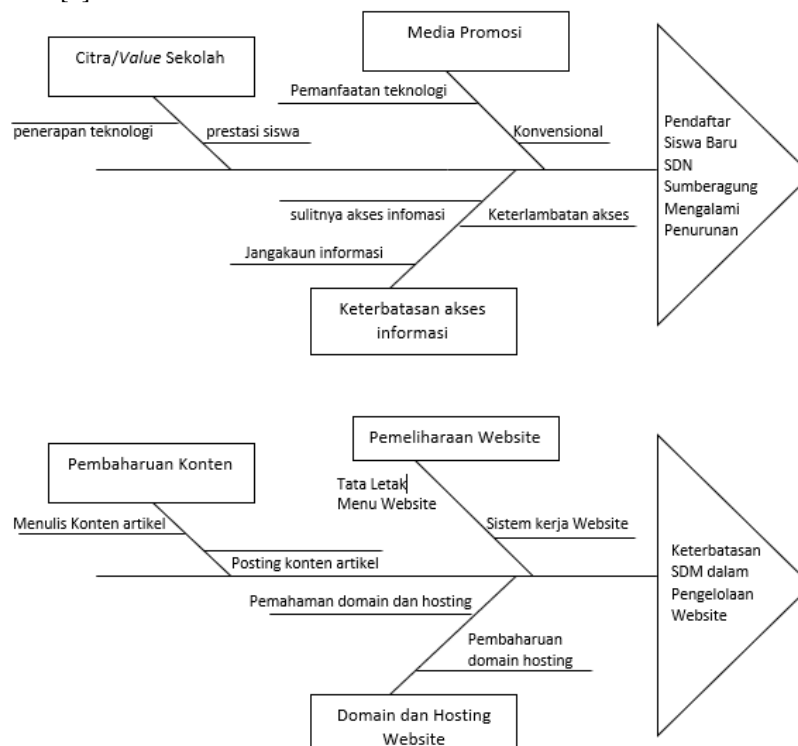 Media Promosi
Citra/Value Sekolah
Pemanfaatan teknologi
penerapan teknologi
prestasi siswa
Konvensional
Pendaftar
Siswa Baru
SDN
Sumberagung
Mengalami
Penurunan
sulitnya akses infomasi
Keterlambatan akses
Jangakaun informasi
Keterbatasan akses
informasi
Pemeliharaan Website
Pembaharuan Konten
Tata Letak
Menu Website
Menulis Konten artikel
Sistem kerja Website
Posting konten artikel
Keterbatasan
SDM dalam
Pengelolaan
Website
Pemahaman domain dan hosting
Pembaharuan
domain hosting
Domain dan Hosting
Website